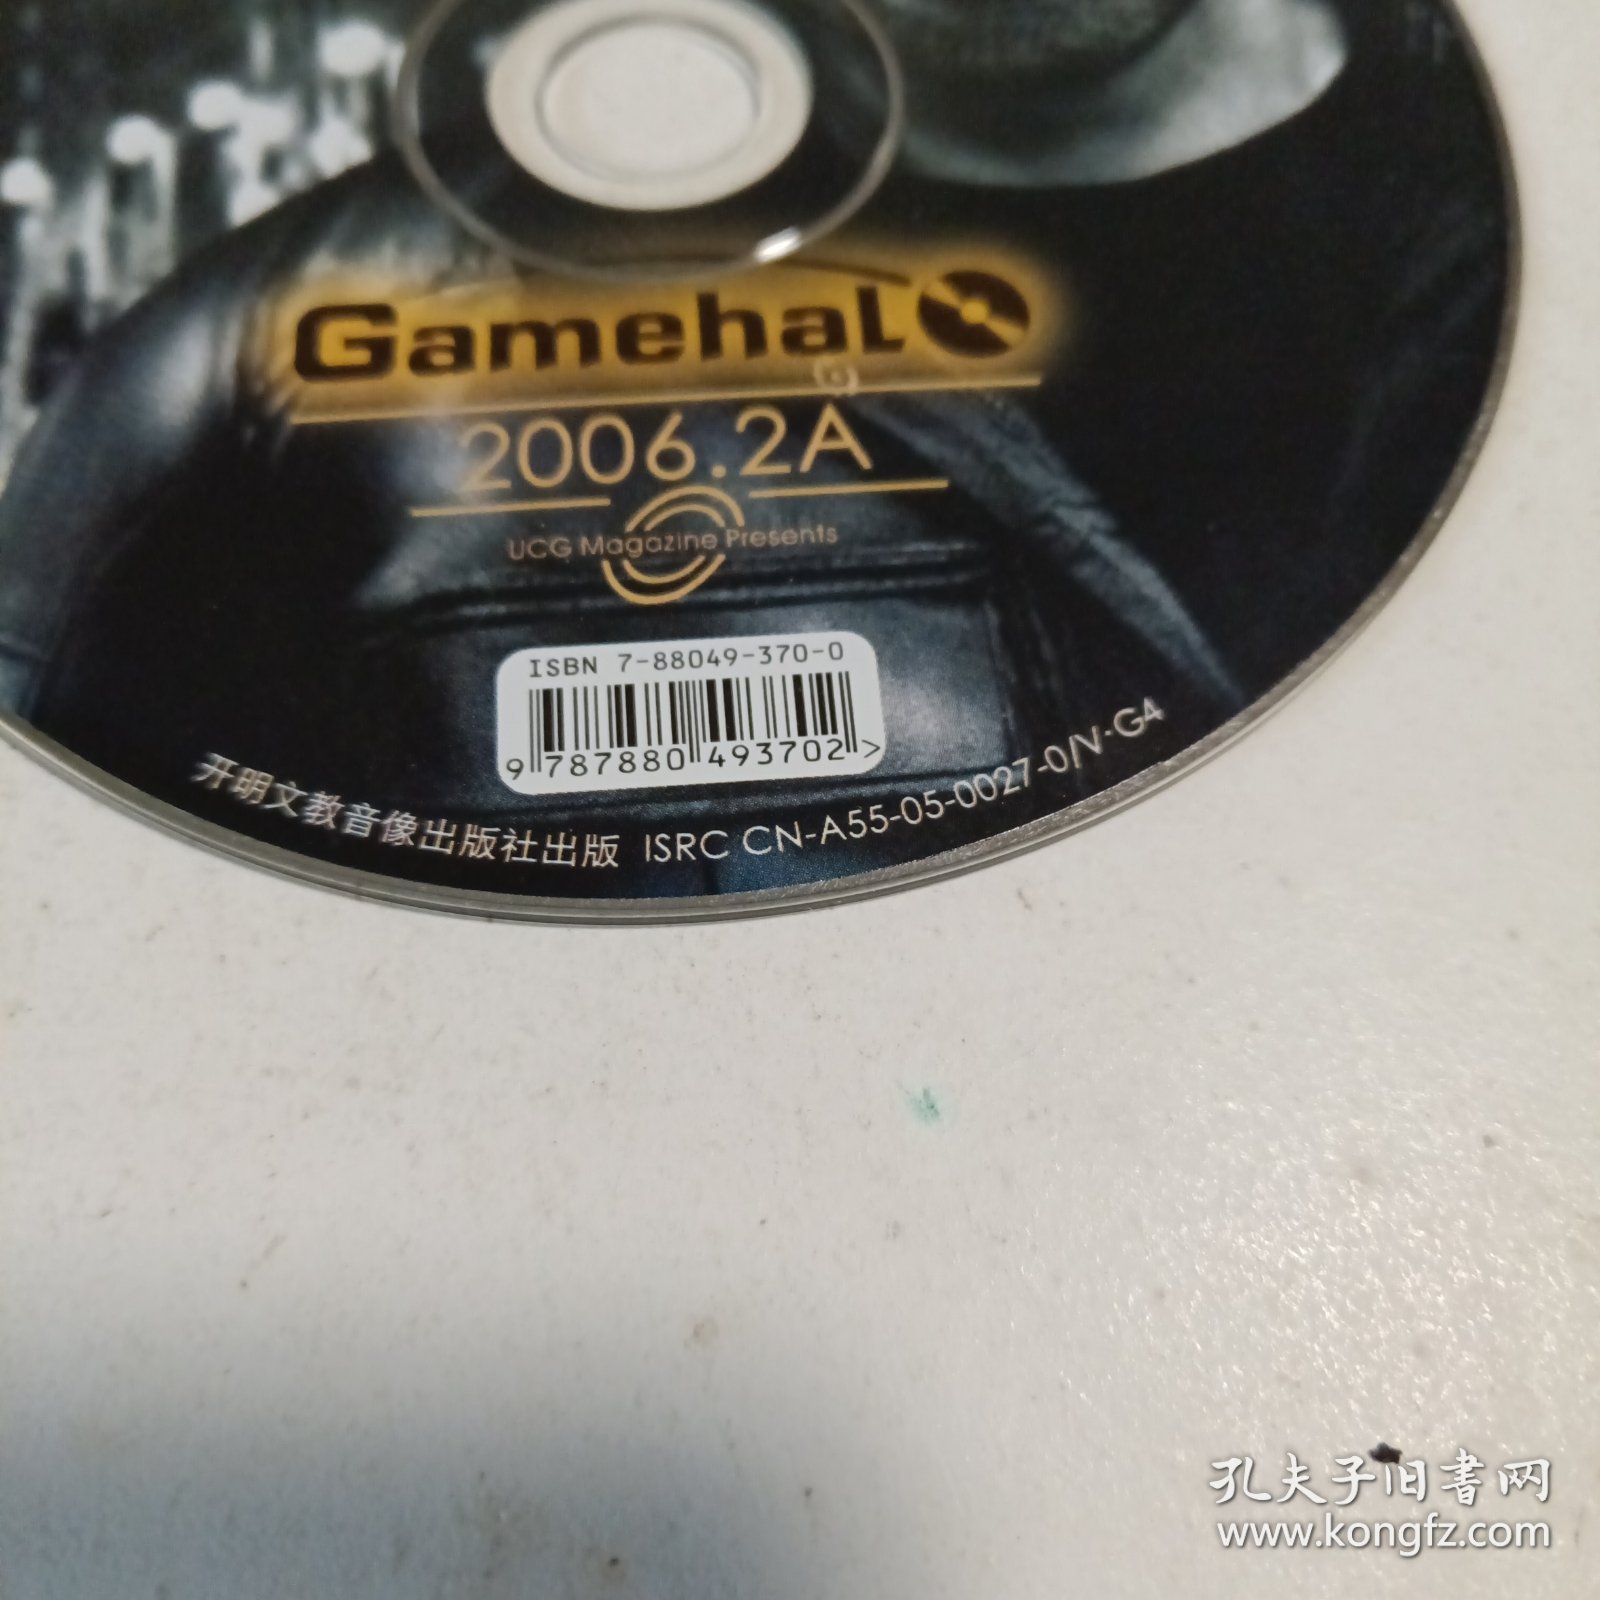 GamehaLO
2006.2A
UCG Magazine Presents
ISBN 7-88049-370-0
9 787880 493702 >
开明文教音像出版社出版 ISRC CN-A55-05-0027-0/V·G4
孔夫子旧书网
www.kongfz.com